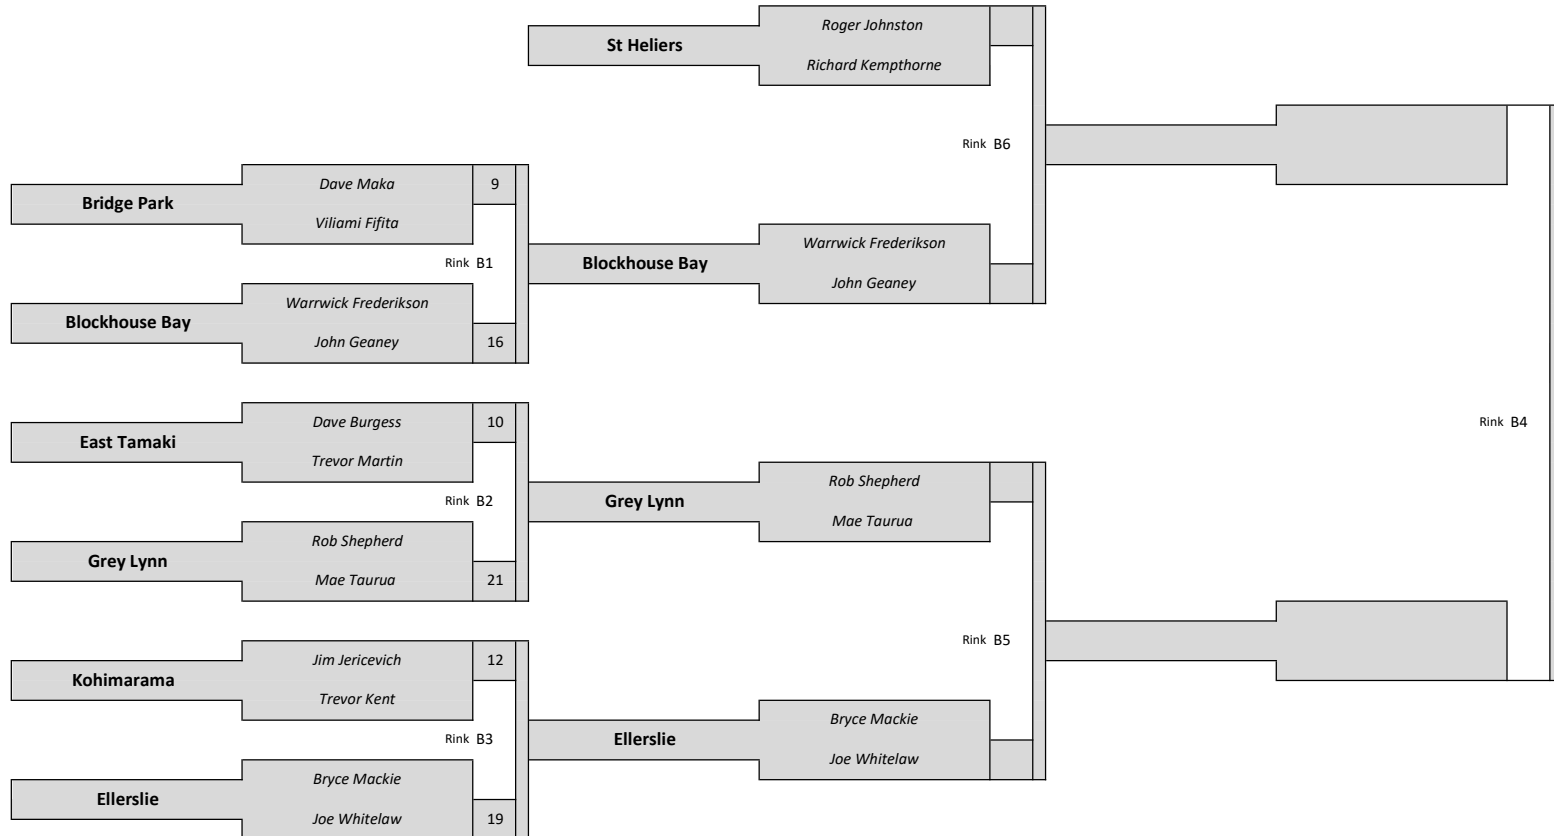 St Heliers
Roger Johnston
Richard Kempthorne
Rink B6
Bridge Park
Dave Maka
9
Viliami Fifita
Rink B1
Blockhouse Bay
Warrwick Frederikson
John Geaney
16
Blockhouse Bay
Warrwick Frederikson
John Geaney
East Tamaki
Dave Burgess
10
Trevor Martin
Rink B2
Grey Lynn
Rob Shepherd
Mae Taurua
21
Grey Lynn
Rob Shepherd
Mae Taurua
Rink B4
Kohimarama
Jim Jericevich
12
Trevor Kent
Rink B3
Ellerslie
Bryce Mackie
Joe Whitelaw
19
Rink B5
Ellerslie
Bryce Mackie
Joe Whitelaw